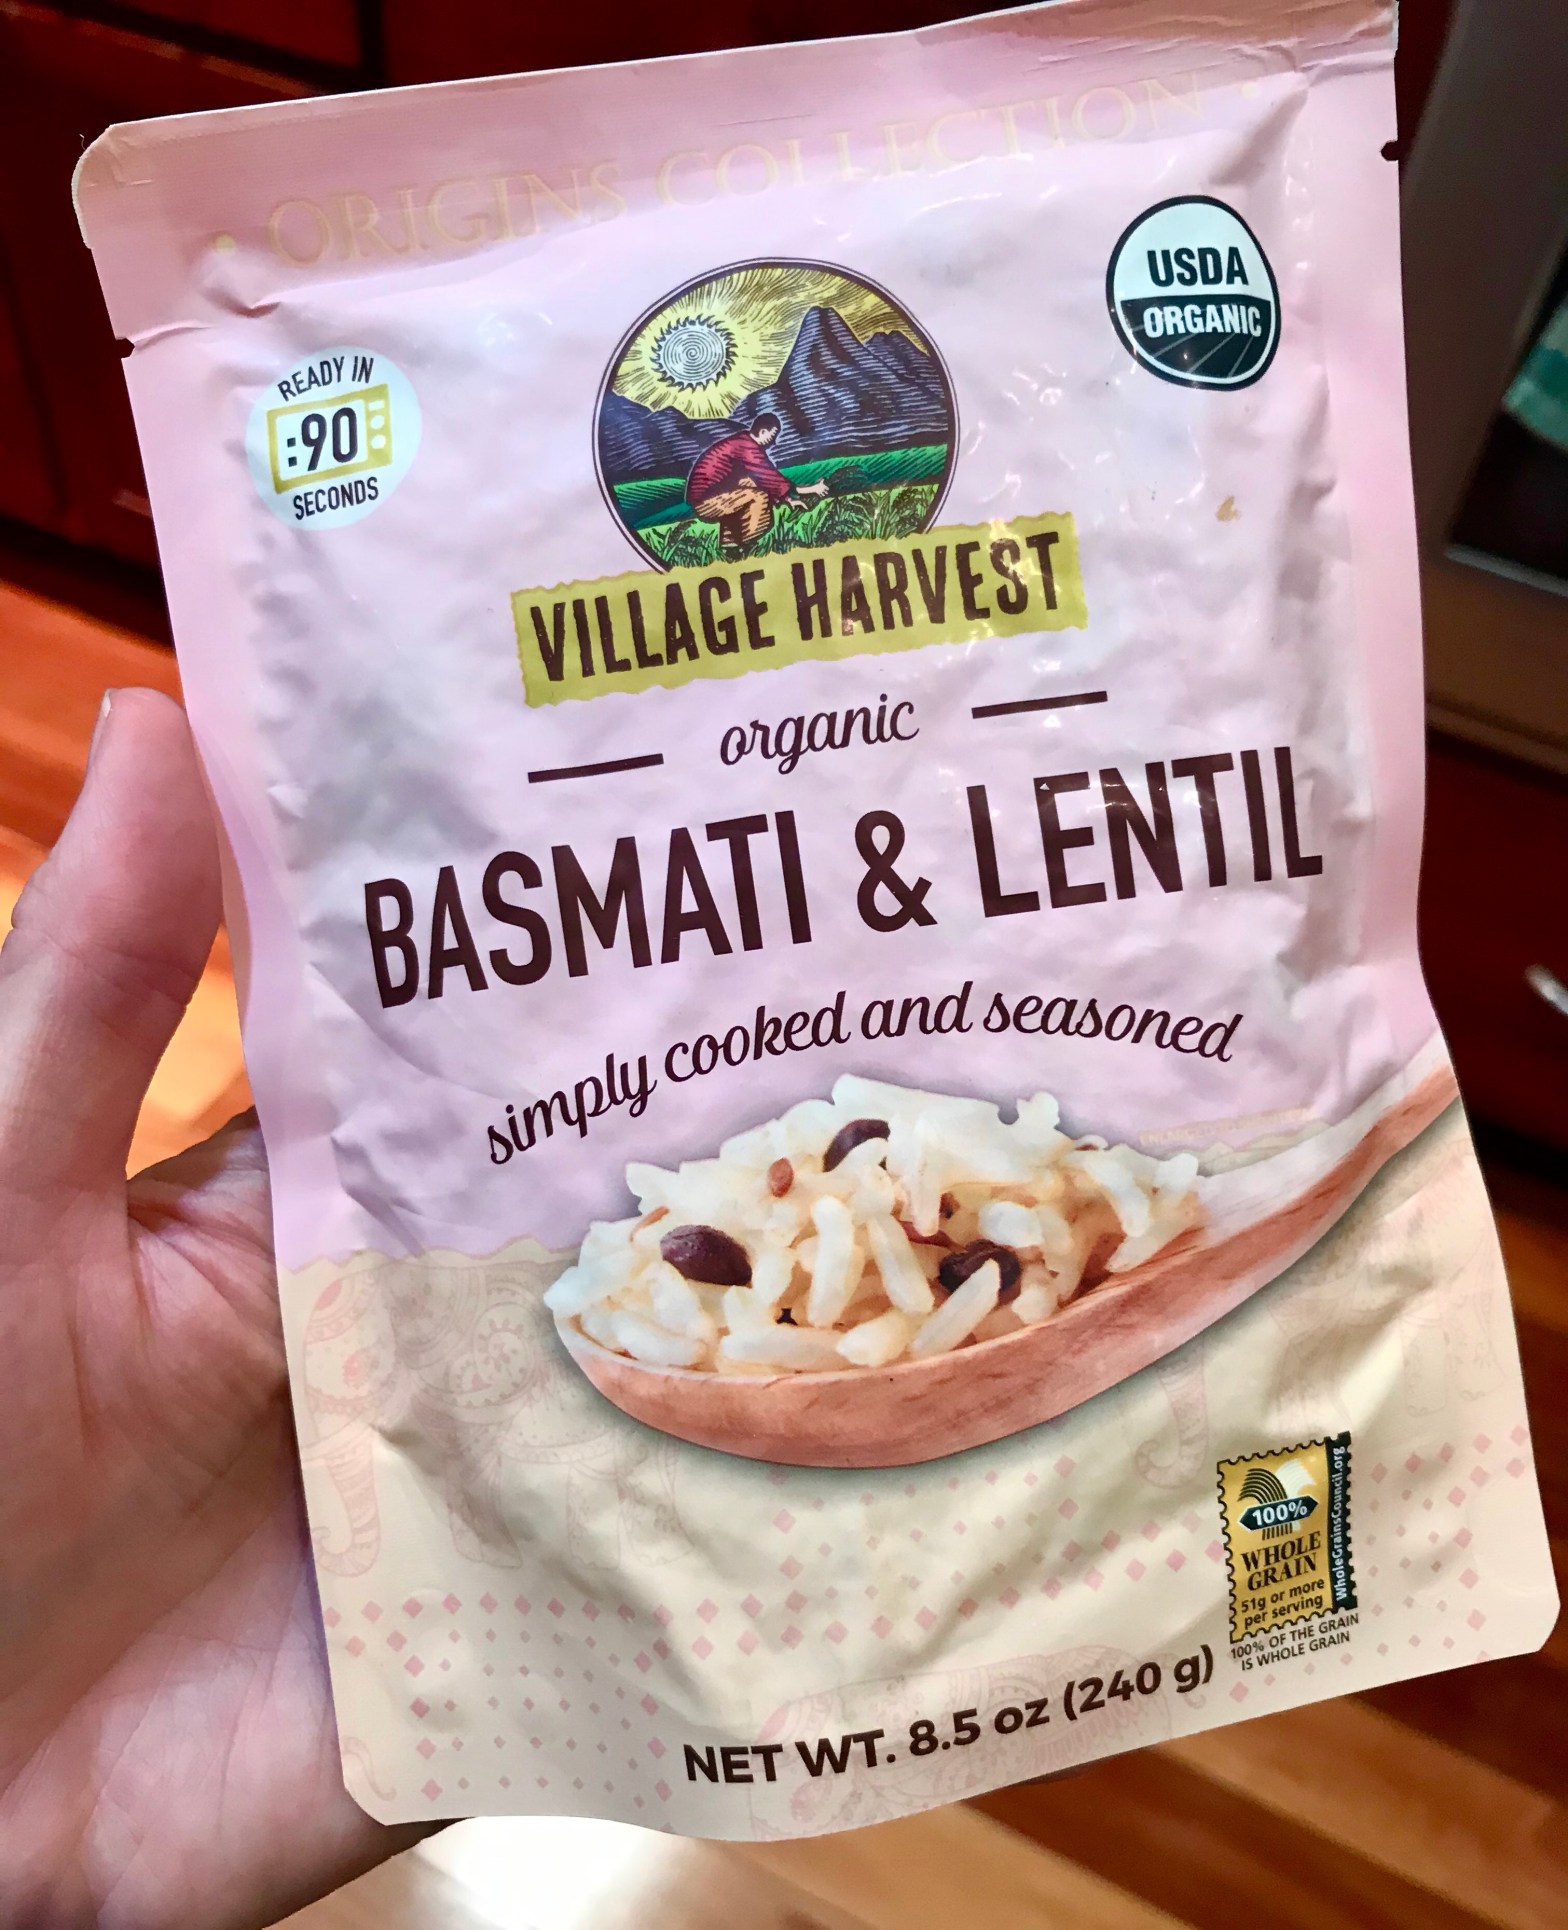 • ORIGINS COLLECTION •
USDA
ORGANIC
READY IN
:90
SECONDS
VILLAGE HARVEST
organic
BASMATI & LENTIL
simply cooked and seasoned
100%
WHOLE
GRAIN
51g or more
per serving
WholeGrainsCouncil.org
100% OF THE GRAIN
IS WHOLE GRAIN
NET WT. 8.5 oz (240 g)